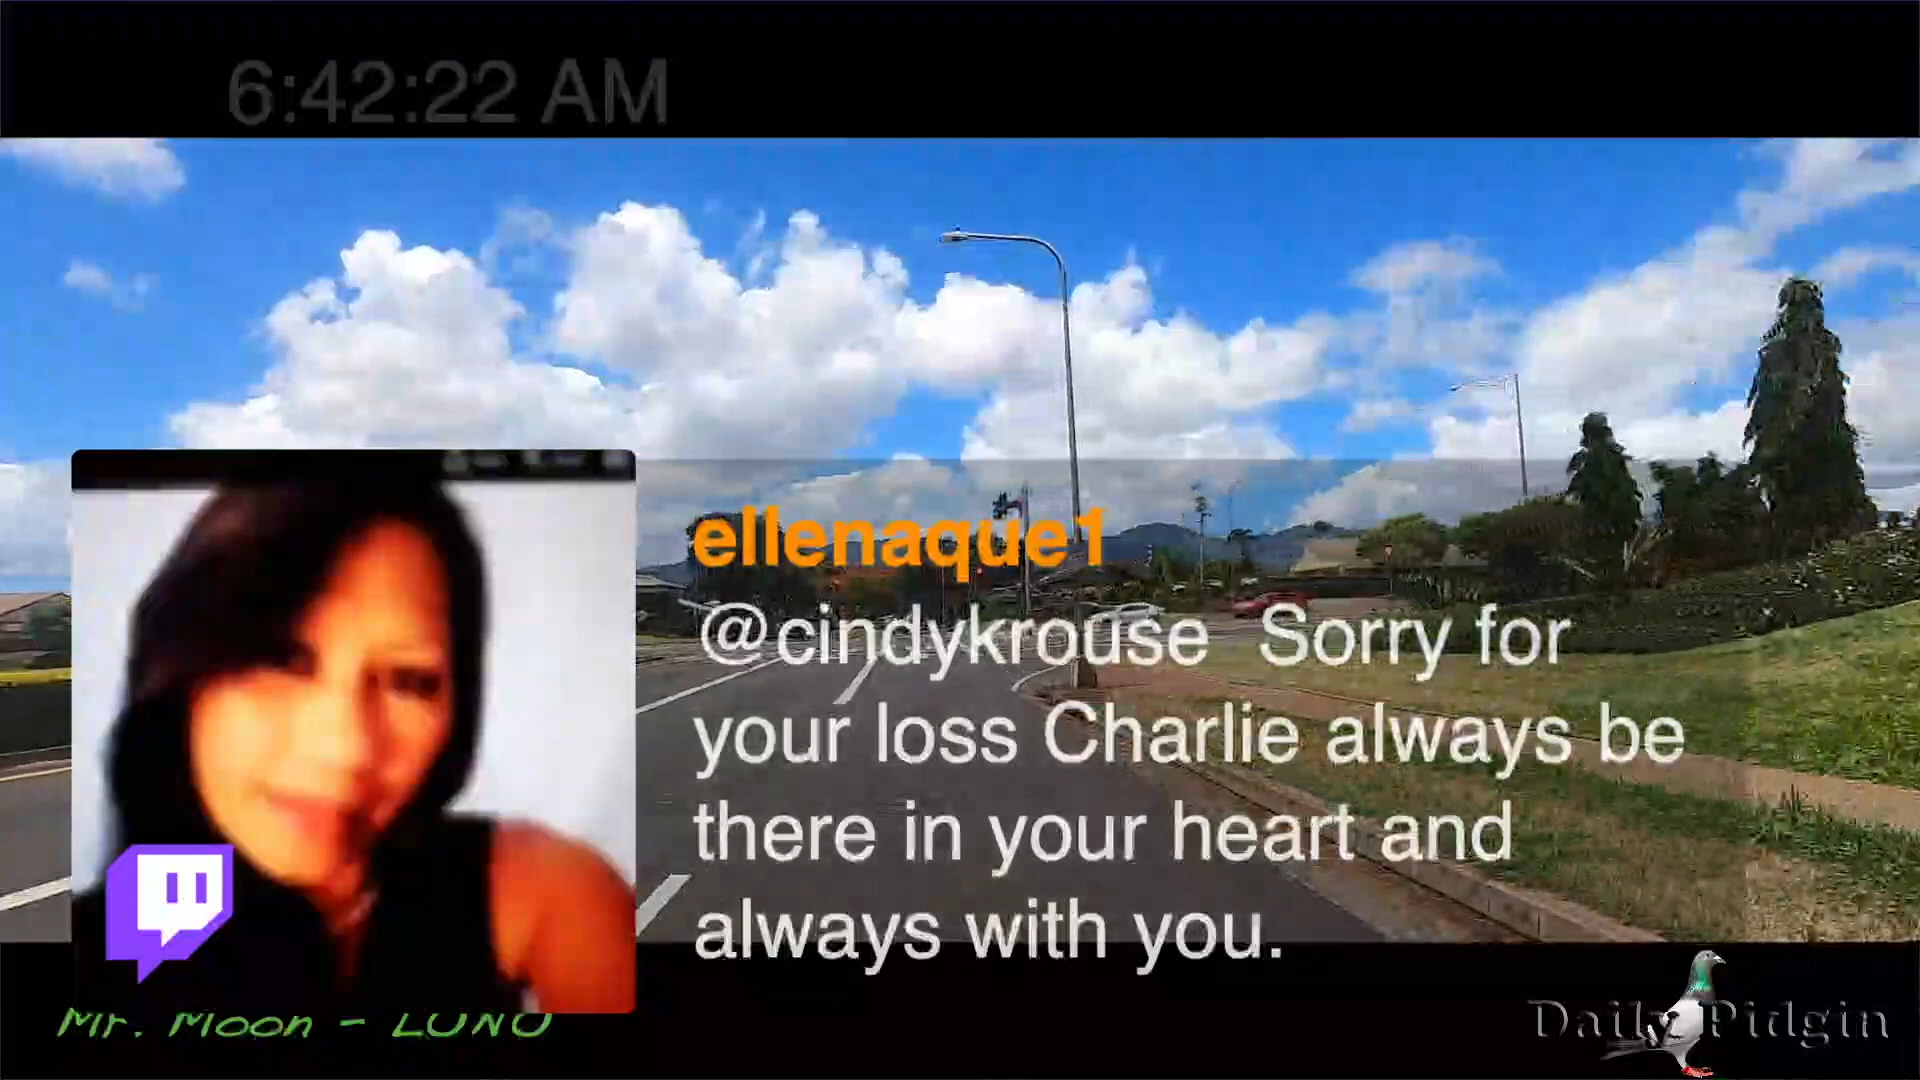 6:42:22 AM
ellenaque1
@cindykrouse Sorry for
your loss Charlie always be
there in your heart and
always with you.
Mr. Moon - LUNO
Daily Pidgin